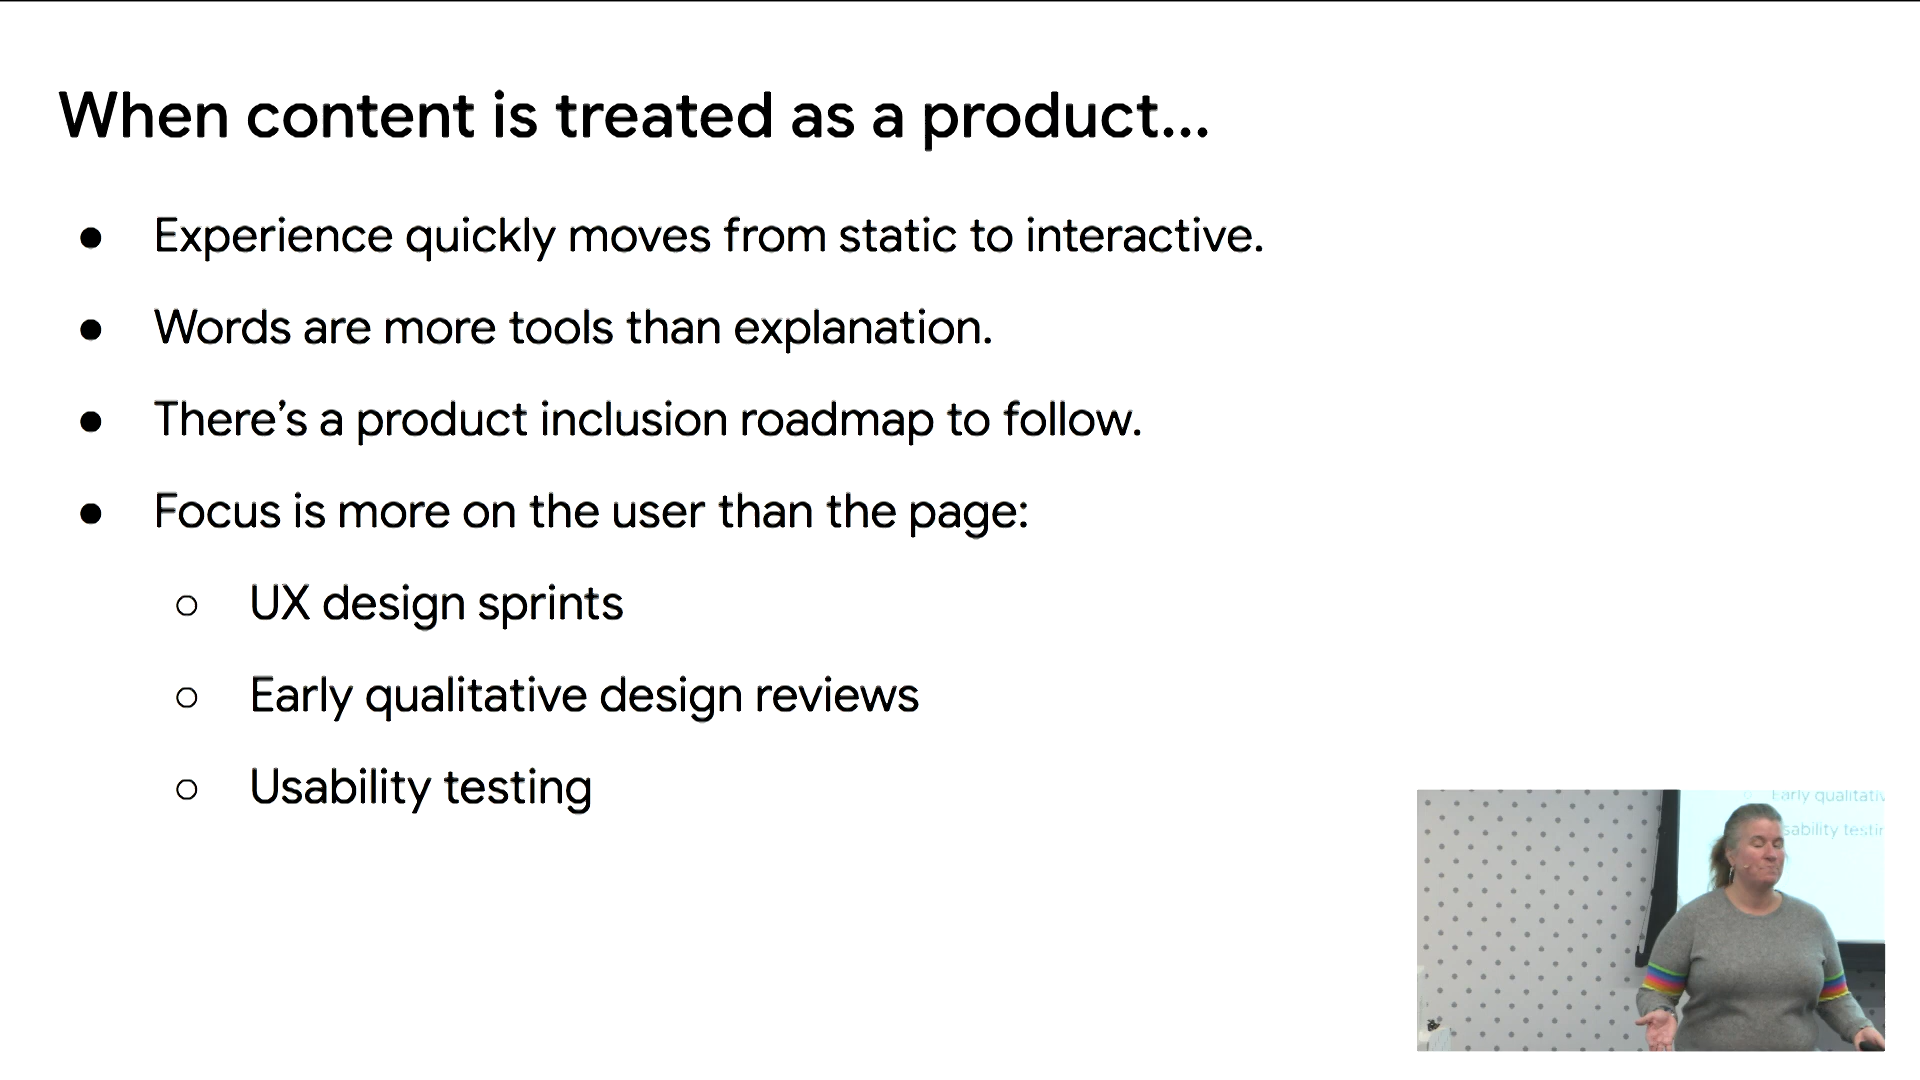 When content is treated as a product...
● Experience quickly moves from static to interactive.
● Words are more tools than explanation.
● There's a product inclusion roadmap to follow.
● Focus is more on the user than the page:
○ UX design sprints
○ Early qualitative design reviews
○ Usability testing
Early
testin